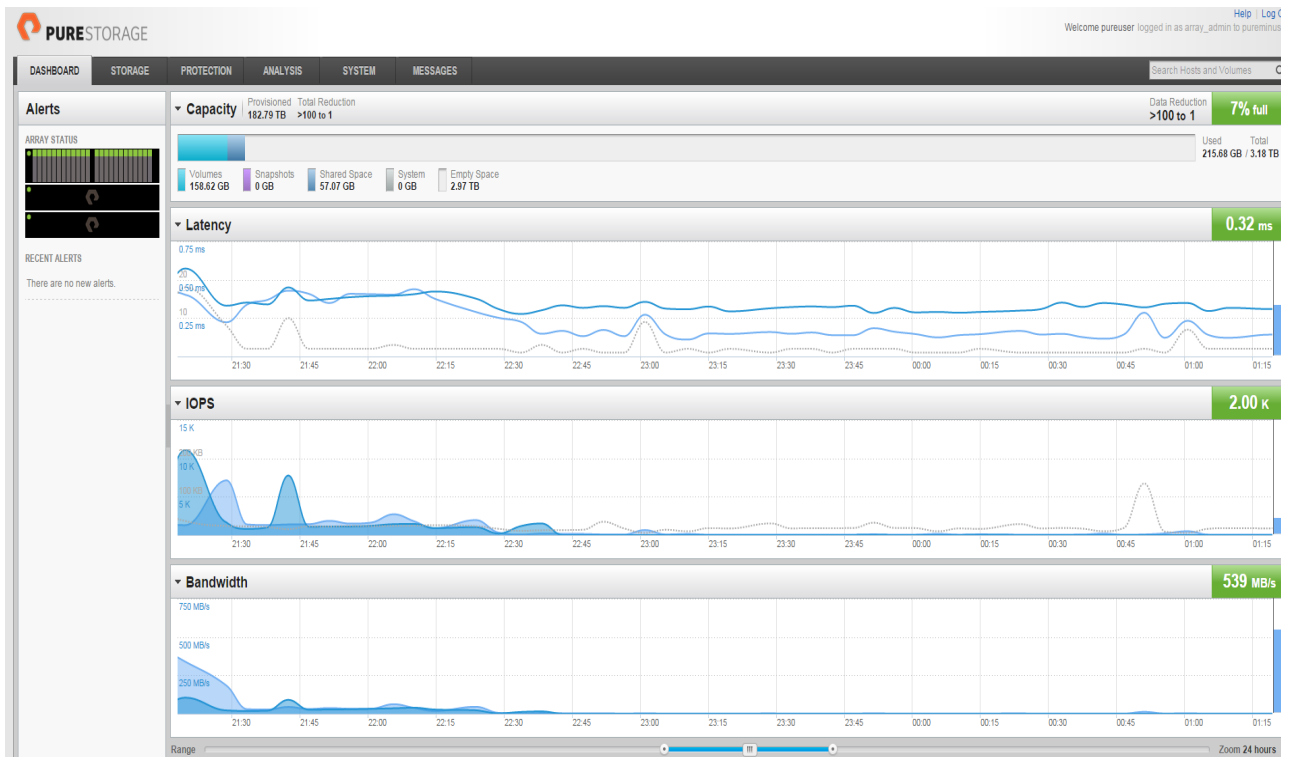 PURESTORAGE
Help | Log
Welcome pureuser logged in as array_admin to pureminus
DASHBOARD STORAGE PROTECTION ANALYSIS SYSTEM MESSAGES
Search Hosts and Volumes
Alerts
ARRAY STATUS
RECENT ALERTS
There are no new alerts.
Capacity
Provisioned Total Reduction
182.79 TB >100 to 1
Data Reduction
>100 to 1
7% full
Used Total
215.68 GB / 3.18 TB
Volumes Snapshots Shared Space System Empty Space
158.62 GB 0 GB 57.07 GB 0 GB 2.97 TB
Latency
0.32 ms
0.75 ms
20
0.50 ms
10
0.25 ms
21:30 21:45 22:00 22:15 22:30 22:45 23:00 23:15 23:30 23:45 00:00 00:15 00:30 00:45 01:00 01:15
IOPS
2.00 K
15 K
KB
10 K
100 KB
5 K
21:30 21:45 22:00 22:15 22:30 22:45 23:00 23:15 23:30 23:45 00:00 00:15 00:30 00:45 01:00 01:15
Bandwidth
539 MB/s
750 MB/s
500 MB/s
250 MB/s
21:30 21:45 22:00 22:15 22:30 22:45 23:00 23:15 23:30 23:45 00:00 00:15 00:30 00:45 01:00 01:15
Range
Zoom 24 hours